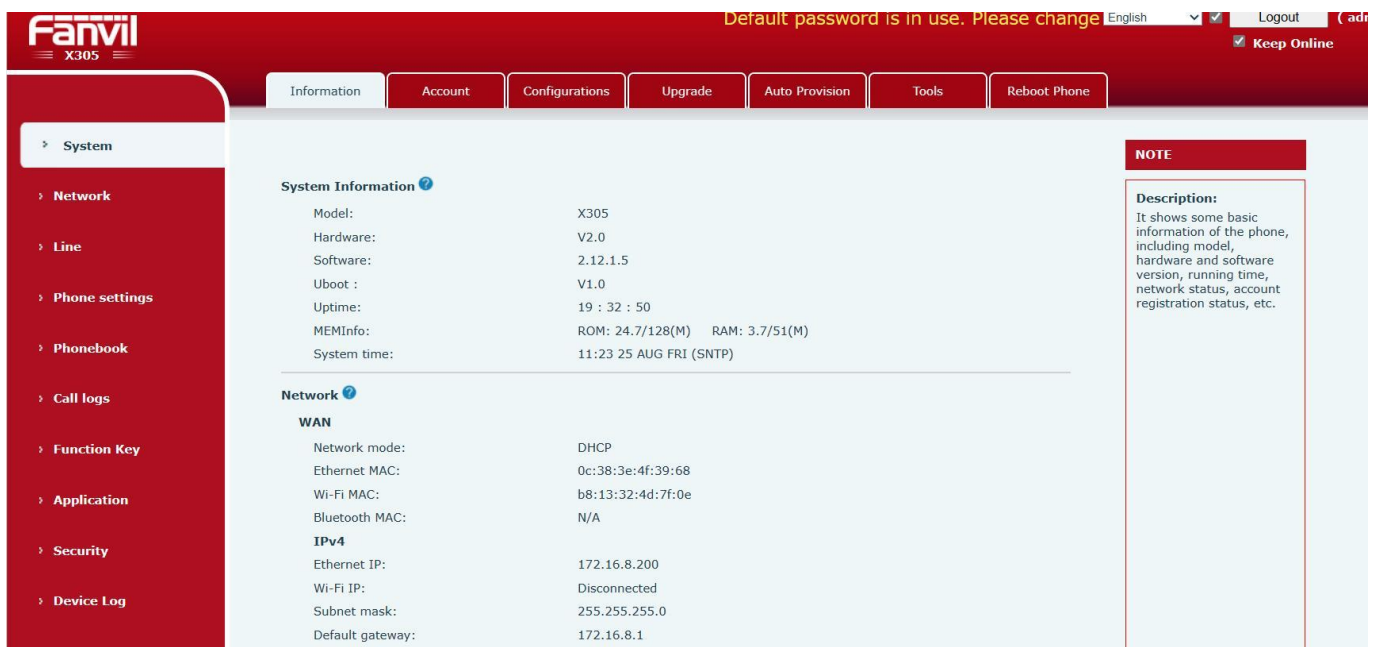 Fanvil
X305
Default password is in use. Please change
English
Logout
( adm
Keep Online
Information
Account
Configurations
Upgrade
Auto Provision
Tools
Reboot Phone
System
Network
Line
Phone settings
Phonebook
Call logs
Function Key
Application
Security
Device Log
System Information
Model: X305
Hardware: V2.0
Software: 2.12.1.5
Uboot : V1.0
Uptime: 19 : 32 : 50
MEMInfo: ROM: 24.7/128(M) RAM: 3.7/51(M)
System time: 11:23 25 AUG FRI (SNTP)
Network
WAN
Network mode: DHCP
Ethernet MAC: 0c:38:3e:4f:39:68
Wi-Fi MAC: b8:13:32:4d:7f:0e
Bluetooth MAC: N/A
IPv4
Ethernet IP: 172.16.8.200
Wi-Fi IP: Disconnected
Subnet mask: 255.255.255.0
Default gateway: 172.16.8.1
NOTE
Description:
It shows some basic
information of the phone,
including model,
hardware and software
version, running time,
network status, account
registration status, etc.